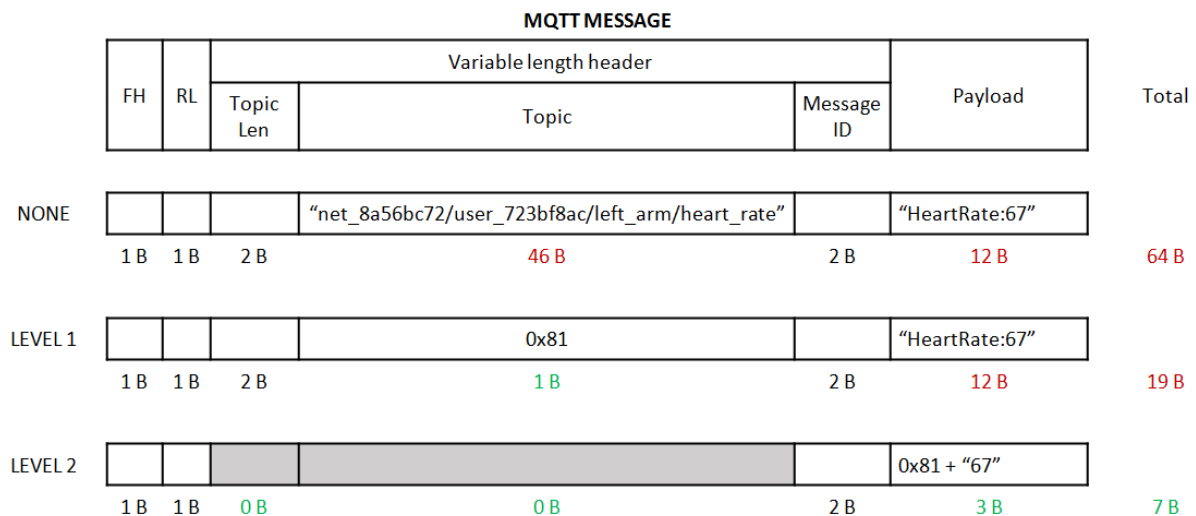 MQTT MESSAGE
FH RL Variable length header Payload Total
Topic Len Topic Message ID
NONE “net_8a56bc72/user_723bf8ac/left_arm/heart_rate” “HeartRate:67”
1 B 1 B 2 B 46 B 2 B 12 B 64 B
LEVEL 1 0x81 “HeartRate:67”
1 B 1 B 2 B 1 B 2 B 12 B 19 B
LEVEL 2 0x81 + “67”
1 B 1 B 0 B 0 B 2 B 3 B 7 B